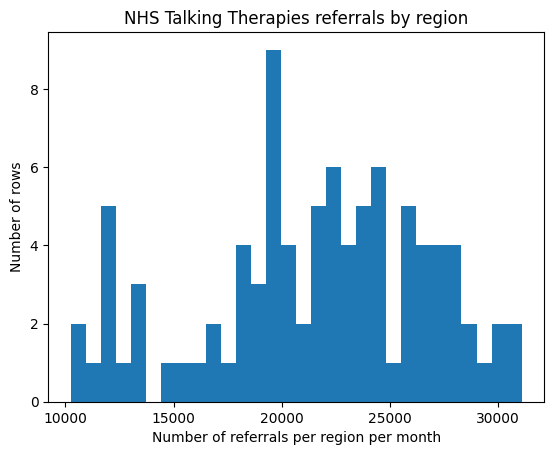 NHS Talking Therapies referrals by region
Number of rows
8
6
4
2
0
10000 15000 20000 25000 30000
Number of referrals per region per month